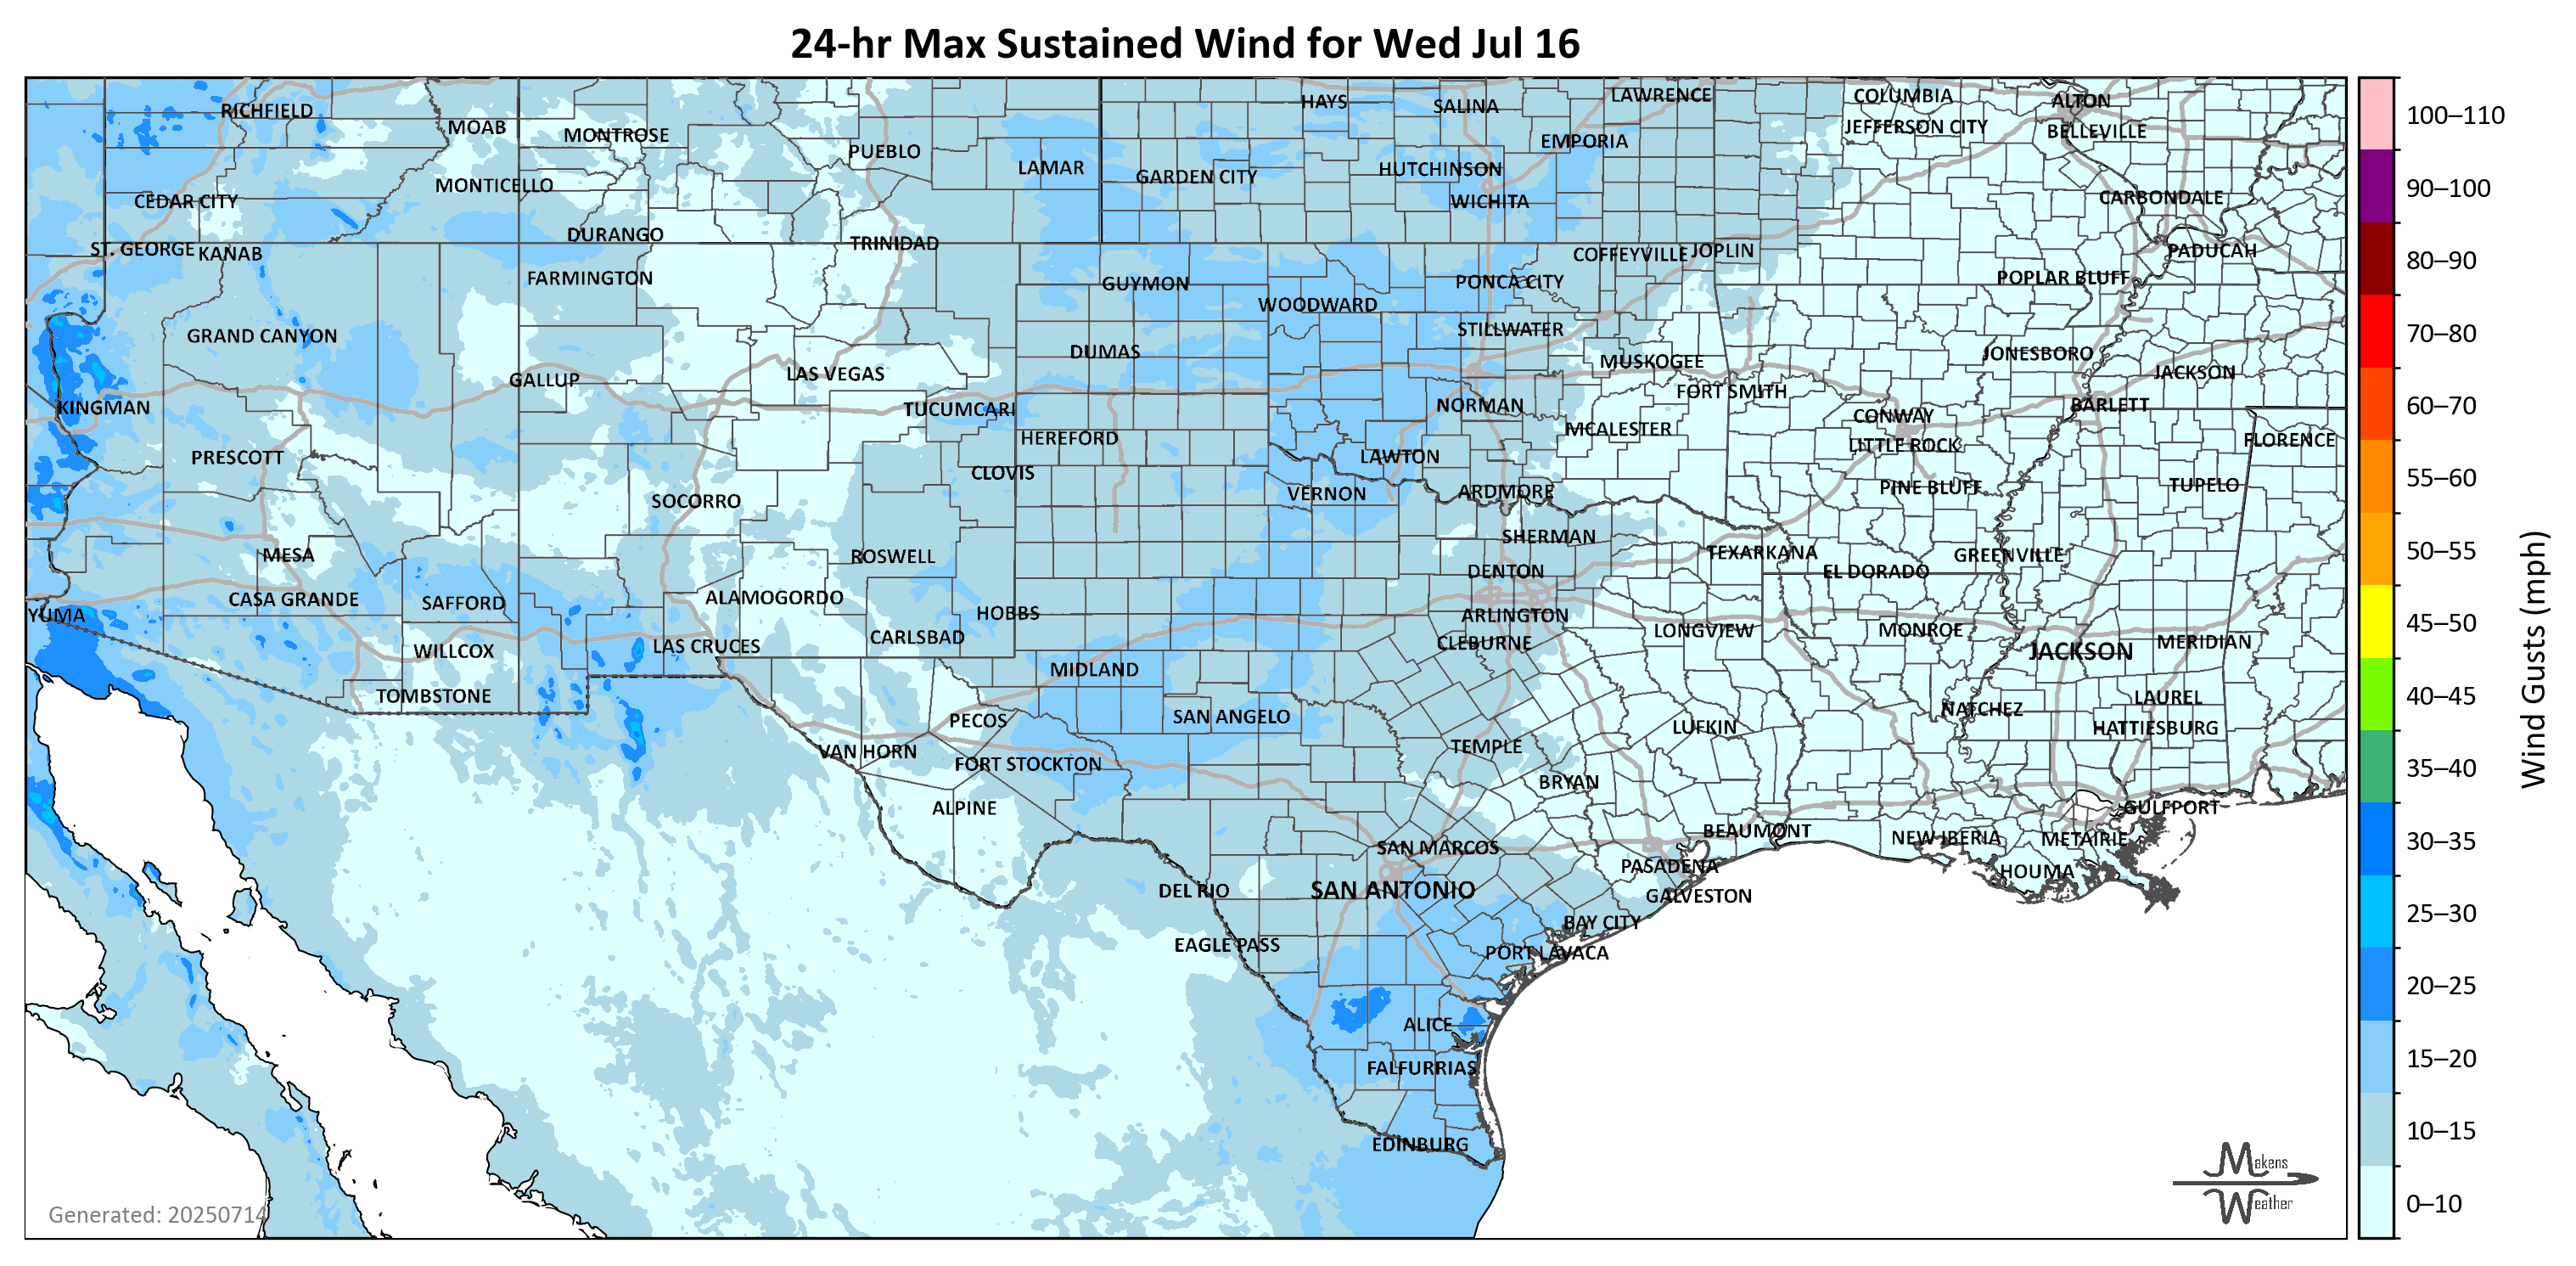 24-hr Max Sustained Wind for Wed Jul 16
RICHFIELD
MOAB
MONTROSE
PUEBLO
LAMAR
HAYS
SALINA
LAWRENCE
COLUMBIA
ALTON
JEFFERSON CITY
BELLEVILLE
EMPORIA
GARDEN CITY
HUTCHINSON
MONTICELLO
CEDAR CITY
WICHITA
CARBONDALE
DURANGO
TRINIDAD
ST. GEORGE
KANAB
COFFEYVILLE
JOPLIN
PADUCAH
FARMINGTON
GUYMON
PONCA CITY
POPLAR BLUFF
WOODWARD
GRAND CANYON
STILLWATER
DUMAS
MUSKOGEE
JONESBORO
GALLUP
LAS VEGAS
JACKSON
FORT SMITH
KINGMAN
TUCUMCARI
NORMAN
CONWAY
BARLETT
HEREFORD
MCALESTER
LITTLE ROCK
FLORENCE
PRESCOTT
CLOVIS
LAWTON
SOCORRO
VERNON
ARDMORE
PINE BLUFF
TUPELO
MESA
ROSWELL
SHERMAN
TEXARKANA
GREENVILLE
DENTON
EL DORADO
CASA GRANDE
SAFFORD
ALAMOGORDO
YUMA
HOBBS
ARLINGTON
WILLCOX
LAS CRUCES
CARLSBAD
CLEBURNE
LONGVIEW
MONROE
JACKSON
MERIDIAN
MIDLAND
TOMBSTONE
LAUREL
PECOS
SAN ANGELO
NATCHEZ
LUFKIN
HATTIESBURG
VAN HORN
FORT STOCKTON
TEMPLE
BRYAN
ALPINE
GULFPORT
SAN MARCOS
BEAUMONT
NEW IBERIA
METAIRIE
PASADENA
HOUMA
DEL RIO
SAN ANTONIO
GALVESTON
BAY CITY
EAGLE PASS
PORT LAVACA
ALICE
FALFURRIAS
EDINBURG
Generated: 20250714
Makens
Weather
100–110
90–100
80–90
70–80
60–70
55–60
50–55
45–50
40–45
35–40
30–35
25–30
20–25
15–20
10–15
0–10
Wind Gusts (mph)